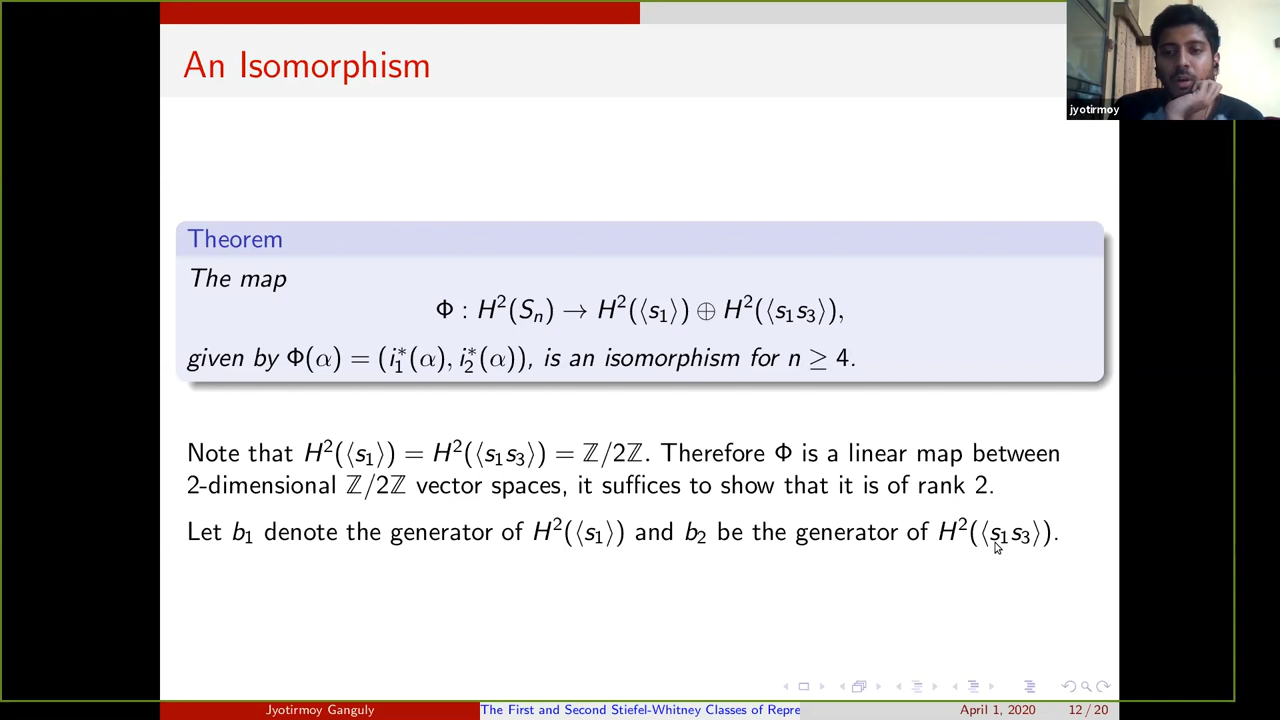 An Isomorphism
jyotirmoy
Theorem
The map
Φ : H²(Sₙ) → H²(⟨s₁⟩) ⊕ H²(⟨s₁s₃⟩),
given by Φ(α) = (i₁*(α), i₂*(α)), is an isomorphism for n ≥ 4.
Note that H²(⟨s₁⟩) = H²(⟨s₁s₃⟩) = ℤ/2ℤ. Therefore Φ is a linear map between
2-dimensional ℤ/2ℤ vector spaces, it suffices to show that it is of rank 2.
Let b₁ denote the generator of H²(⟨s₁⟩) and b₂ be the generator of H²(⟨s₁s₃⟩).
Jyotirmoy Ganguly The First and Second Stiefel-Whitney Classes of Repre April 1, 2020 12 / 20